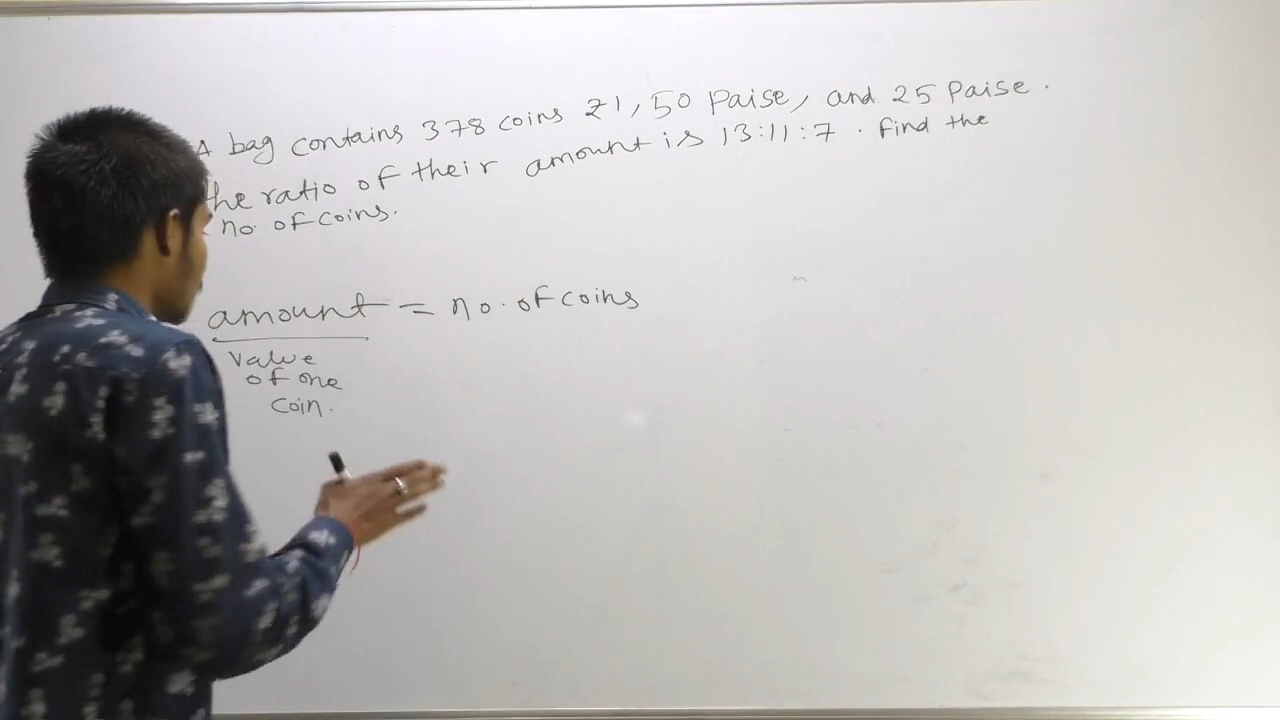 A bag contains 378 coins ₹1, 50 Paise, and 25 Paise.
the ratio of their amount is 13:11:7. Find the
no. of coins.
amount = no. of coins
value
of one
coin.